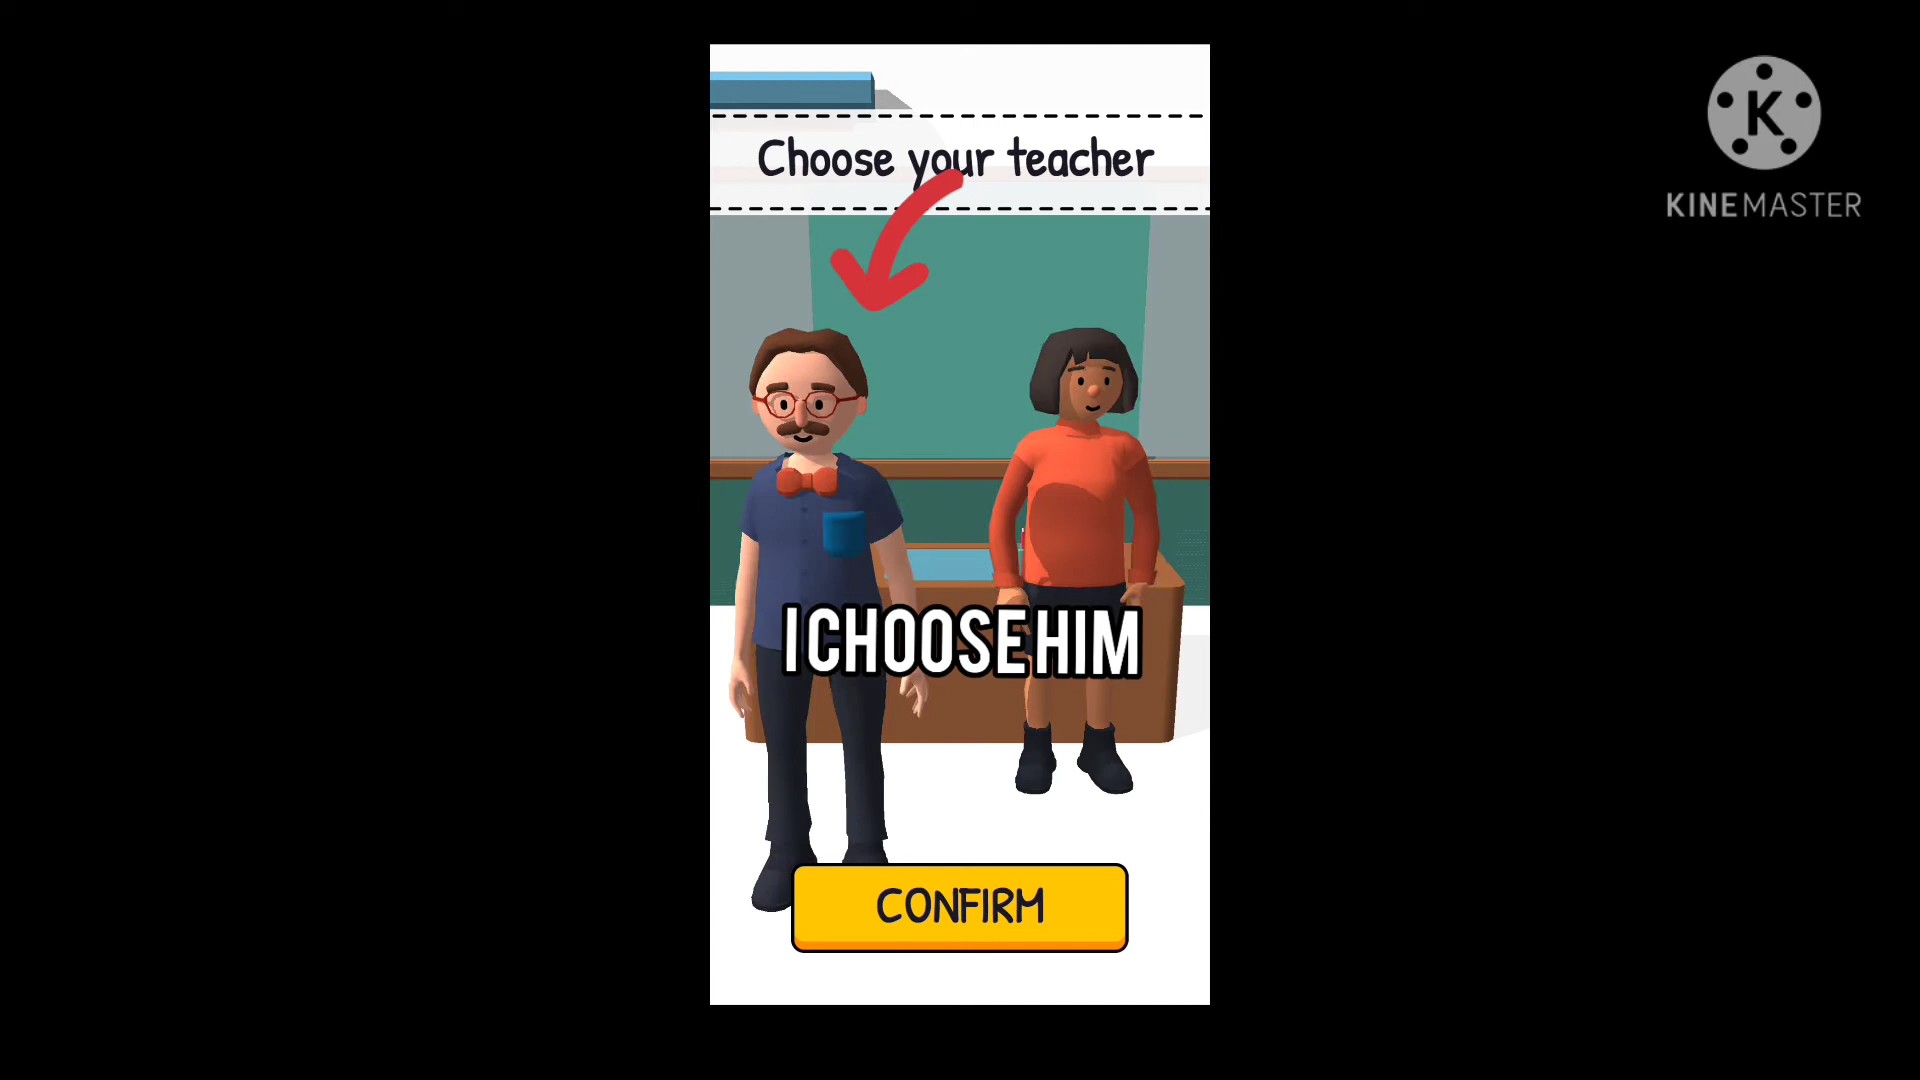 Choose your teacher
K
KINEMASTER
I CHOOSE HIM
CONFIRM